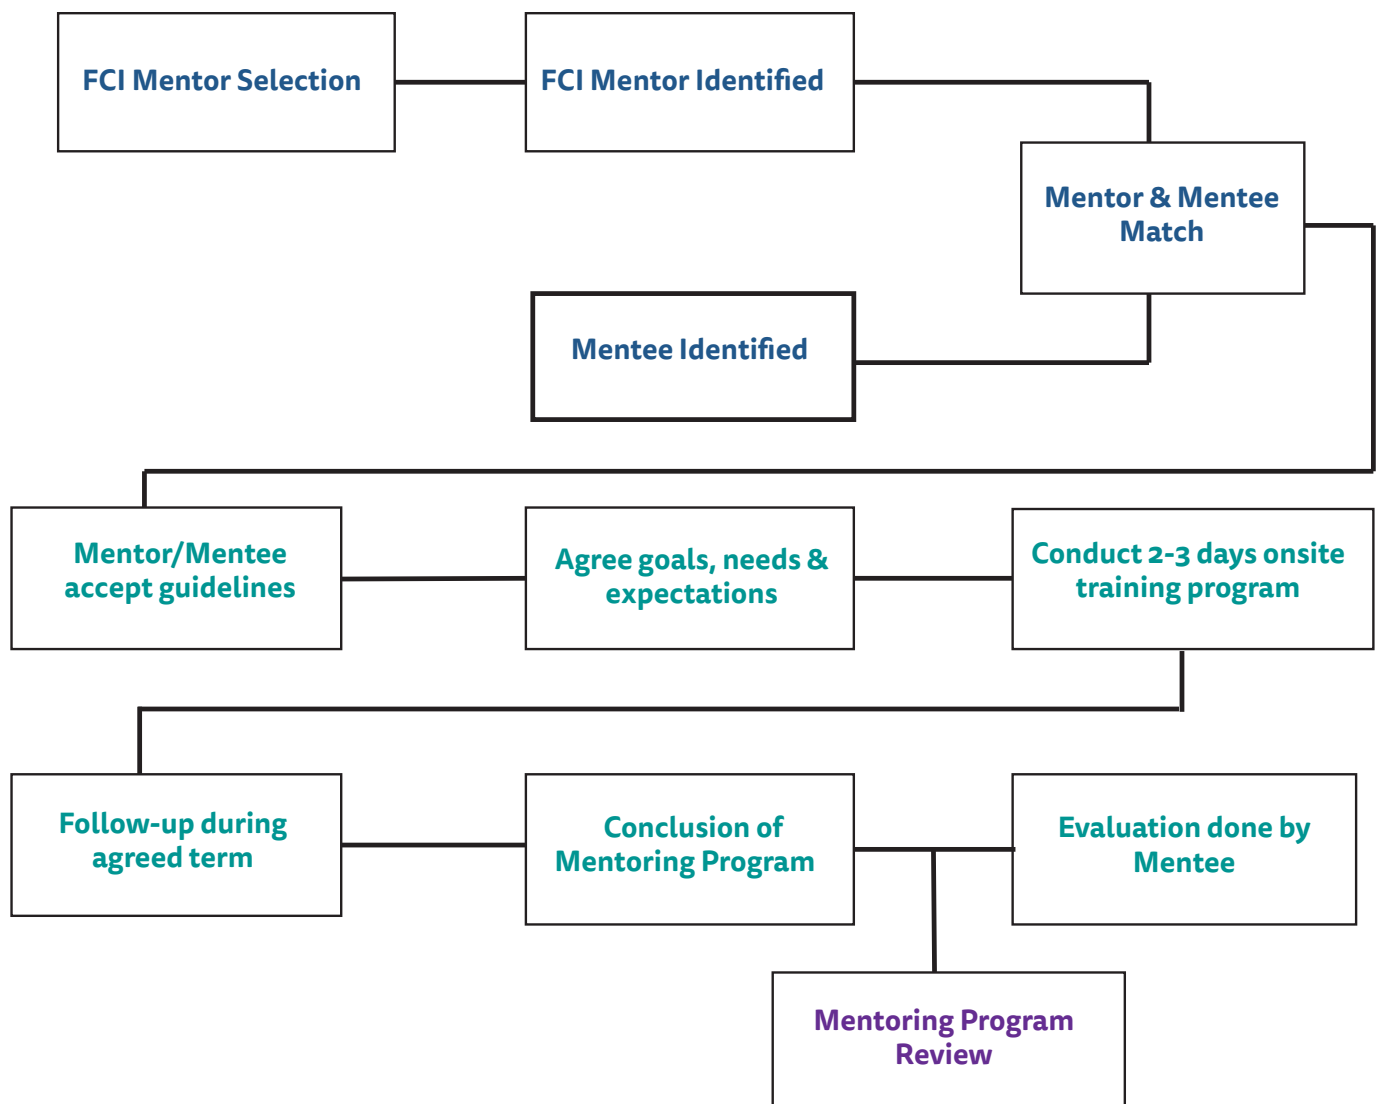 FCI Mentor Selection
FCI Mentor Identified
Mentor & Mentee
Match
Mentee Identified
Mentor/Mentee
accept guidelines
Agree goals, needs &
expectations
Conduct 2-3 days onsite
training program
Follow-up during
agreed term
Conclusion of
Mentoring Program
Evaluation done by
Mentee
Mentoring Program
Review